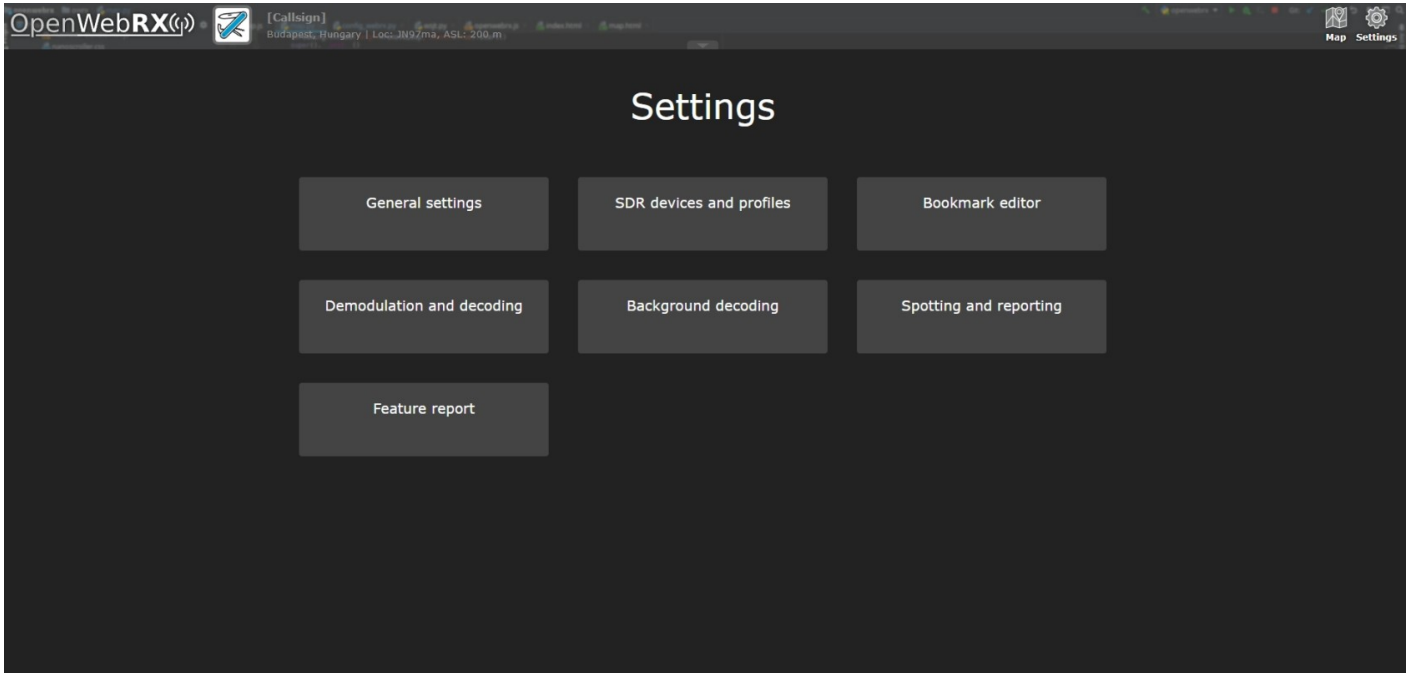 OpenWebRX
[Callsign]
Budapest, Hungary | Loc: JN97ma, ASL: 200 m
Map Settings
Settings
General settings
SDR devices and profiles
Bookmark editor
Demodulation and decoding
Background decoding
Spotting and reporting
Feature report